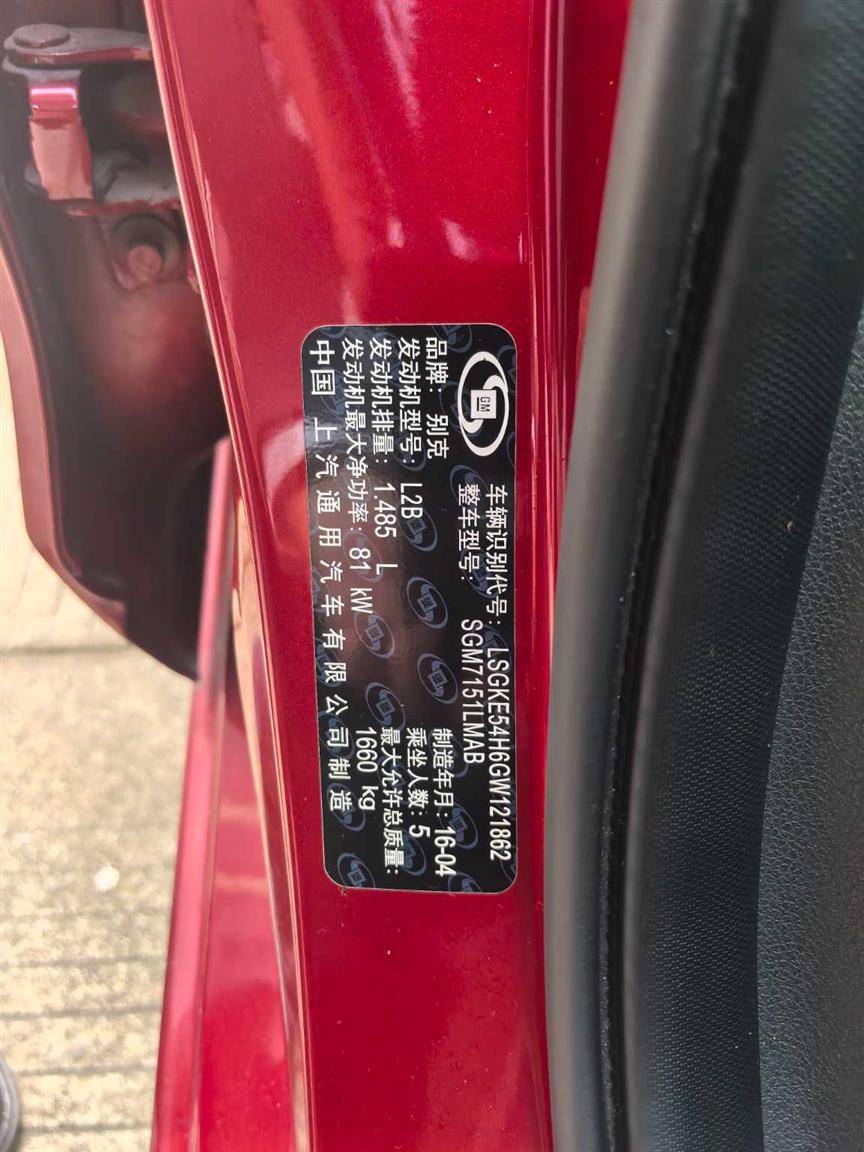 GM
车辆识别代号: LSGKE54H6GW121862
整车型号: SGM7151LMAB
品牌: 别克 制造年月: 16-04
发动机型号: L2B 乘坐人数: 5
发动机排量: 1.485 L 最大允许总质量:
发动机最大净功率: 81 kW 1660 kg
中国 上汽通用汽车有限公司制造